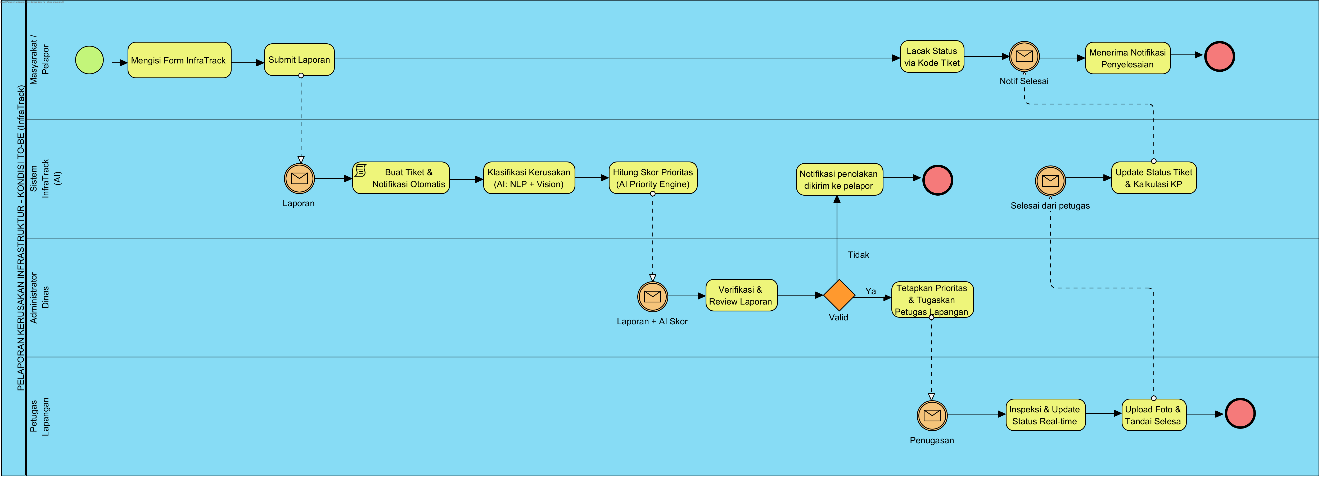 PELAPORAN KERUSAKAN INFRASTRUKTUR - KONDISI TO-BE (InfraTrack)
Masyarakat /
Pelapor
Mengisi Form InfraTrack
Submit Laporan
Lacak Status
via Kode Tiket
Notif Selesai
Menerima Notifikasi
Penyelesaian
Sistem
InfraTrack
(AI)
Laporan
Buat Tiket &
Notifikasi Otomatis
Klasifikasi Kerusakan
(AI: NLP + Vision)
Hitung Skor Prioritas
(AI Priority Engine)
Notifikasi penolakan
dikirim ke pelapor
Selesai dari petugas
Update Status Tiket
& Kalkulasi KP
Administrator
Dinas
Laporan + AI Skor
Verifikasi &
Review Laporan
Valid
Tidak
Ya
Tetapkan Prioritas
& Tugaskan
Petugas Lapangan
Petugas
Lapangan
Penugasan
Inspeksi & Update
Status Real-time
Upload Foto &
Tandai Selesa